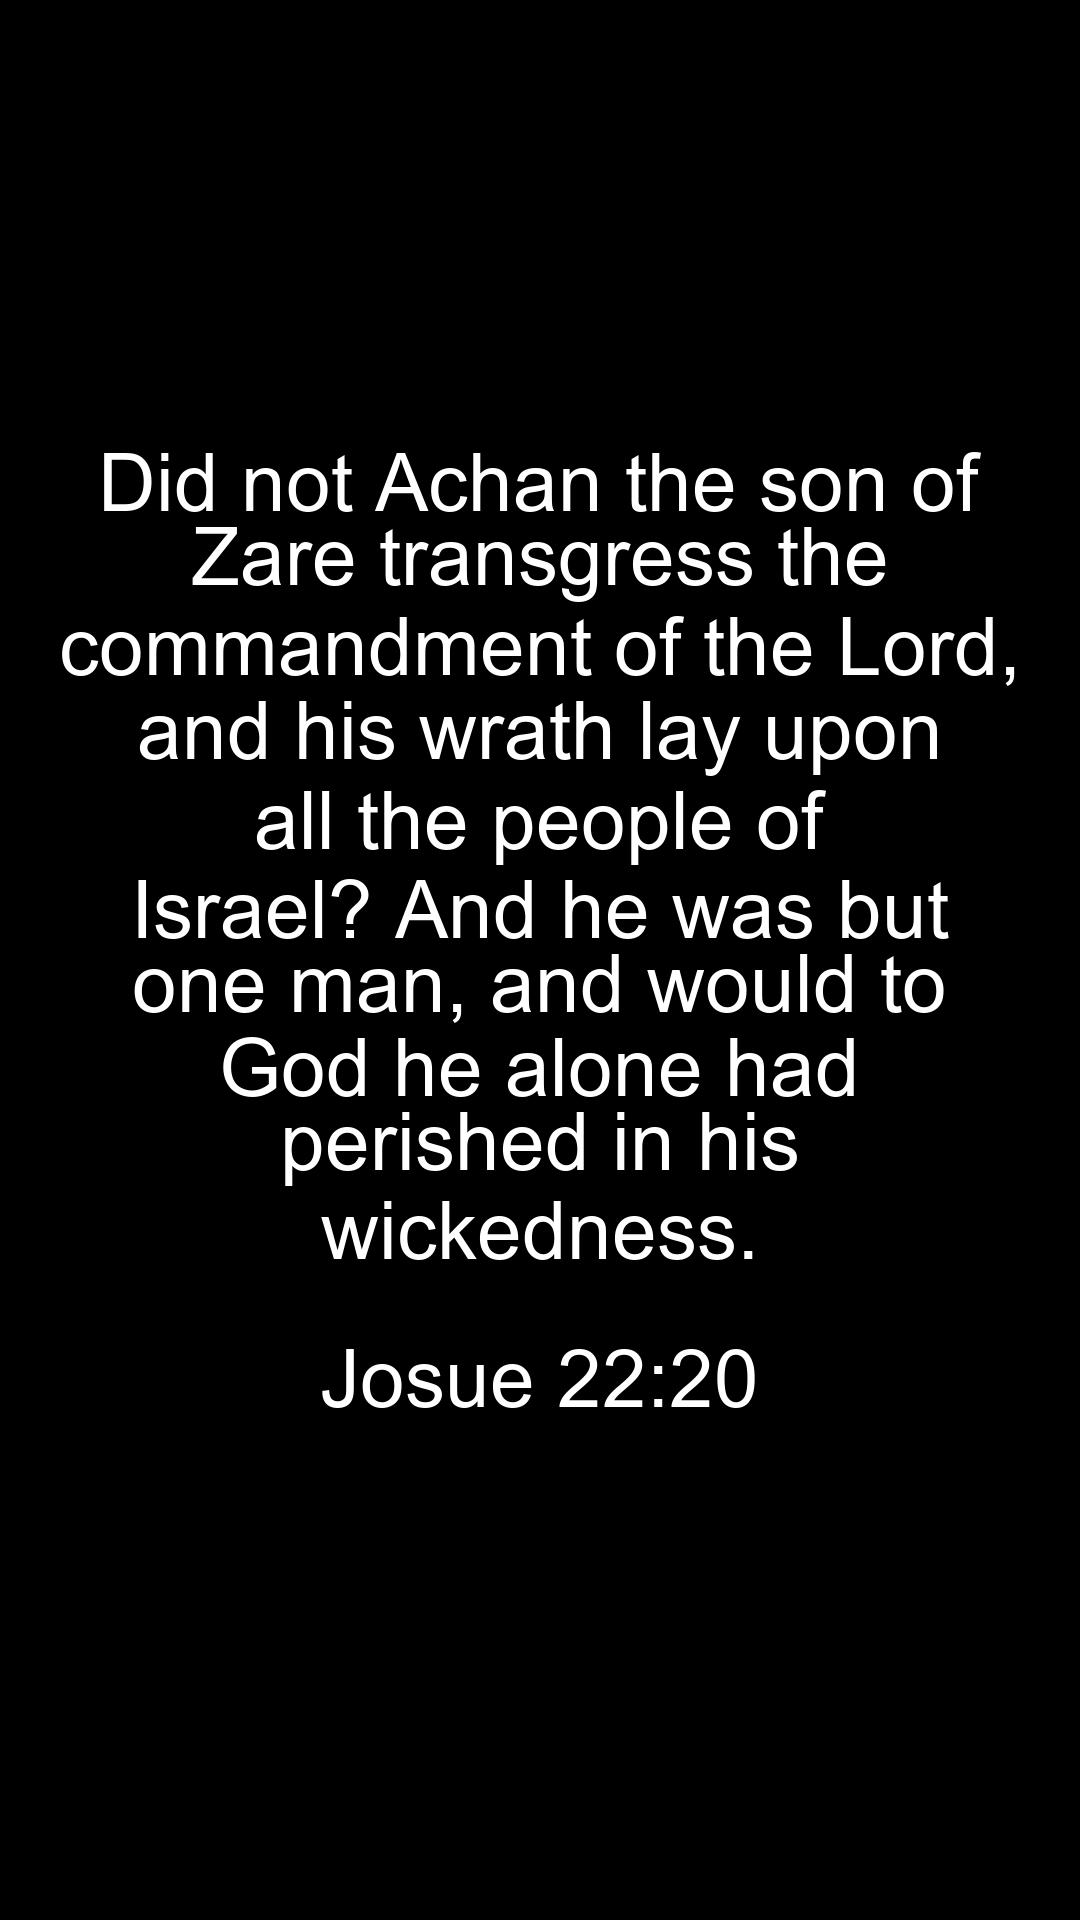 Did not Achan the son of
Zare transgress the
commandment of the Lord,
and his wrath lay upon
all the people of
Israel? And he was but
one man, and would to
God he alone had
perished in his
wickedness.
Josue 22:20